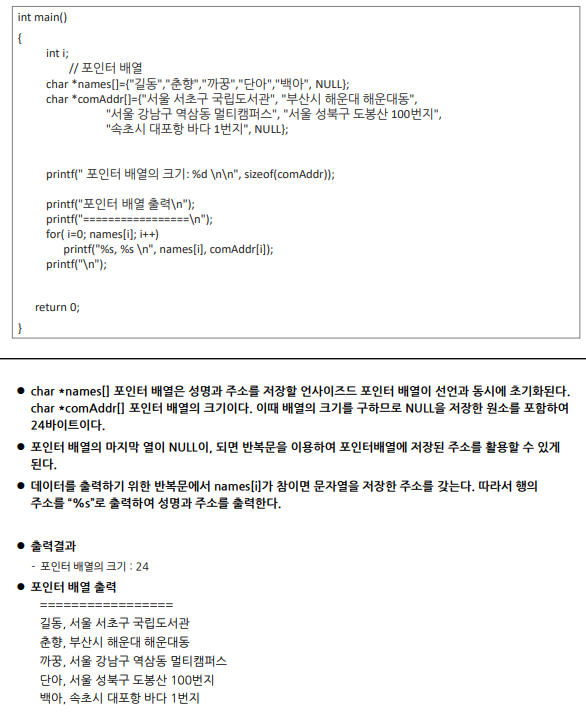 int main()
{
int i;
// 포인터 배열
char *names[]={"길동","춘향","까꿍","단아","백아", NULL};
char *comAddr[]={"서울 서초구 국립도서관", "부산시 해운대 해운대동",
"서울 강남구 역삼동 멀티캠퍼스", "서울 성북구 도봉산 100번지",
"속초시 대포항 바다 1번지", NULL};
printf(" 포인터 배열의 크기: %d \n\n", sizeof(comAddr));
printf("포인터 배열 출력\n");
printf("=================\n");
for( i=0; names[i]; i++)
printf("%s, %s \n", names[i], comAddr[i]);
printf("\n");
return 0;
}
● char *names[] 포인터 배열은 성명과 주소를 저장할 언사이즈드 포인터 배열이 선언과 동시에 초기화된다.
char *comAddr[] 포인터 배열의 크기이다. 이때 배열의 크기를 구하므로 NULL을 저장한 원소를 포함하여
24바이트이다.
● 포인터 배열의 마지막 열이 NULL이, 되면 반복문을 이용하여 포인터배열에 저장된 주소를 활용할 수 있게
된다.
● 데이터를 출력하기 위한 반복문에서 names[i]가 참이면 문자열을 저장한 주소를 갖는다. 따라서 행의
주소를 "%s"로 출력하여 성명과 주소를 출력한다.
● 출력결과
- 포인터 배열의 크기 : 24
● 포인터 배열 출력
=================
길동, 서울 서초구 국립도서관
춘향, 부산시 해운대 해운대동
까꿍, 서울 강남구 역삼동 멀티캠퍼스
단아, 서울 성북구 도봉산 100번지
백아, 속초시 대포항 바다 1번지